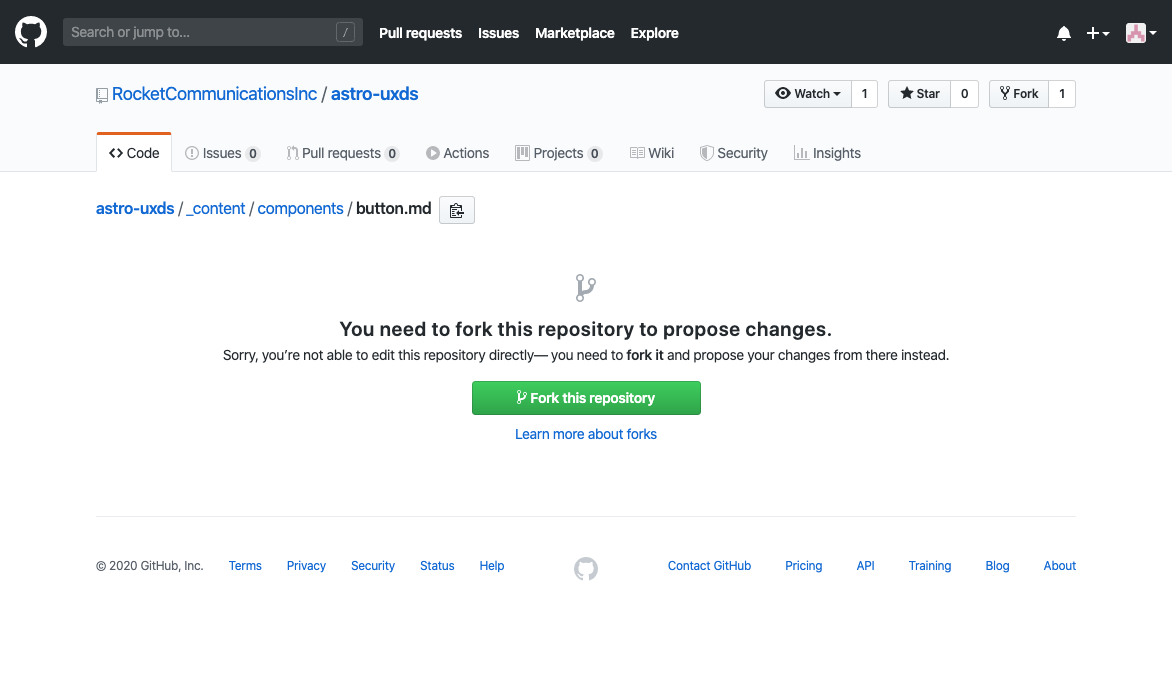 Search or jump to... / Pull requests Issues Marketplace Explore
RocketCommunicationsInc / astro-uxds Watch 1 Star 0 Fork 1
Code Issues 0 Pull requests 0 Actions Projects 0 Wiki Security Insights
astro-uxds / _content / components / button.md
You need to fork this repository to propose changes.
Sorry, you’re not able to edit this repository directly— you need to fork it and propose your changes from there instead.
Fork this repository
Learn more about forks
© 2020 GitHub, Inc. Terms Privacy Security Status Help Contact GitHub Pricing API Training Blog About